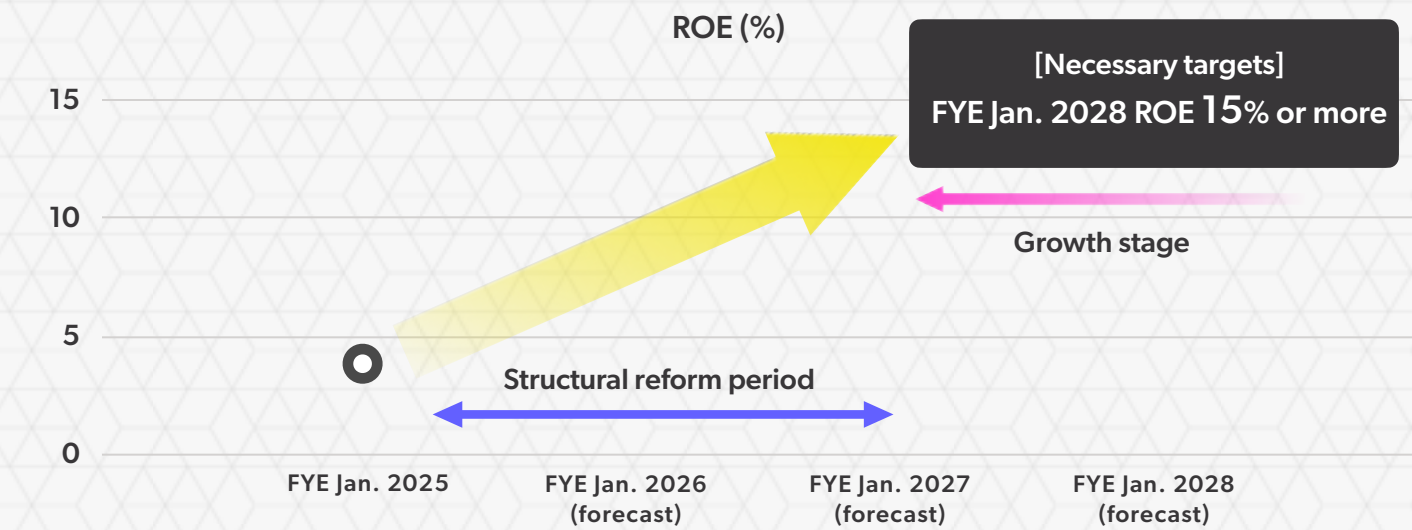 ROE (%)
[Necessary targets]
FYE Jan. 2028 ROE 15% or more
15
10
5
0
Growth stage
Structural reform period
FYE Jan. 2025
FYE Jan. 2026
(forecast)
FYE Jan. 2027
(forecast)
FYE Jan. 2028
(forecast)